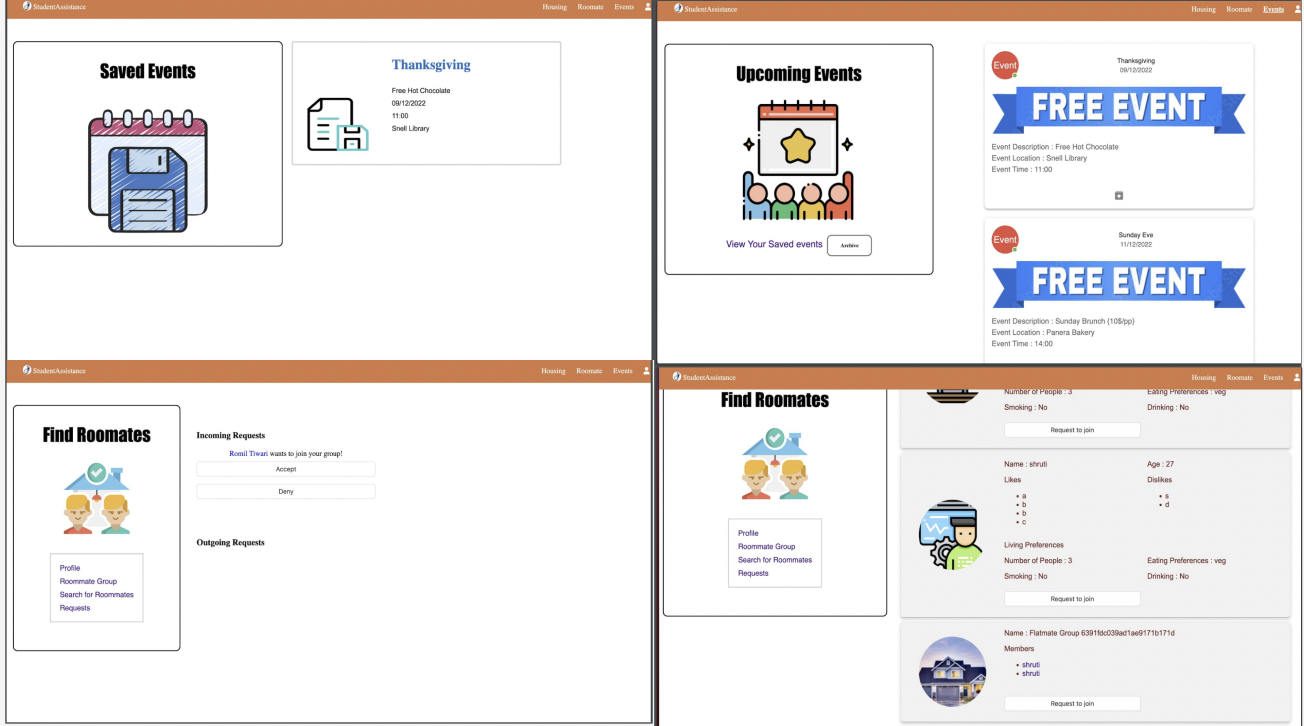 StudentAssistance
Housing Roomate Events
Saved Events
Thanksgiving
Free Hot Chocolate
09/12/2022
11:00
Snell Library
StudentAssistance
Housing Roomate Events
Upcoming Events
View Your Saved events Archive
Event
Thanksgiving
09/12/2022
FREE EVENT
Event Description : Free Hot Chocolate
Event Location : Snell Library
Event Time : 11:00
Event
Sunday Eve
11/12/2022
FREE EVENT
Event Description : Sunday Brunch {10$/pp}
Event Location : Panera Bakery
Event Time : 14:00
StudentAssistance
Housing Roomate Events
Find Roomates
Profile
Roommate Group
Search for Roommates
Requests
Incoming Requests
Romil Tiwari wants to join your group!
Accept
Deny
Outgoing Requests
StudentAssistance
Housing Roomate Events
Find Roomates
Profile
Roommate Group
Search for Roommates
Requests
Number of People : 3 Eating Preferences : veg
Smoking : No Drinking : No
Request to join
Name : shruti Age : 27
Likes Dislikes
• a • s
• b • d
• b
• c
Living Preferences
Number of People : 3 Eating Preferences : veg
Smoking : No Drinking : No
Request to join
Name : Flatmate Group 6391fdc039ad1ae9171b171d
Members
• shruti
• shruti
Request to join